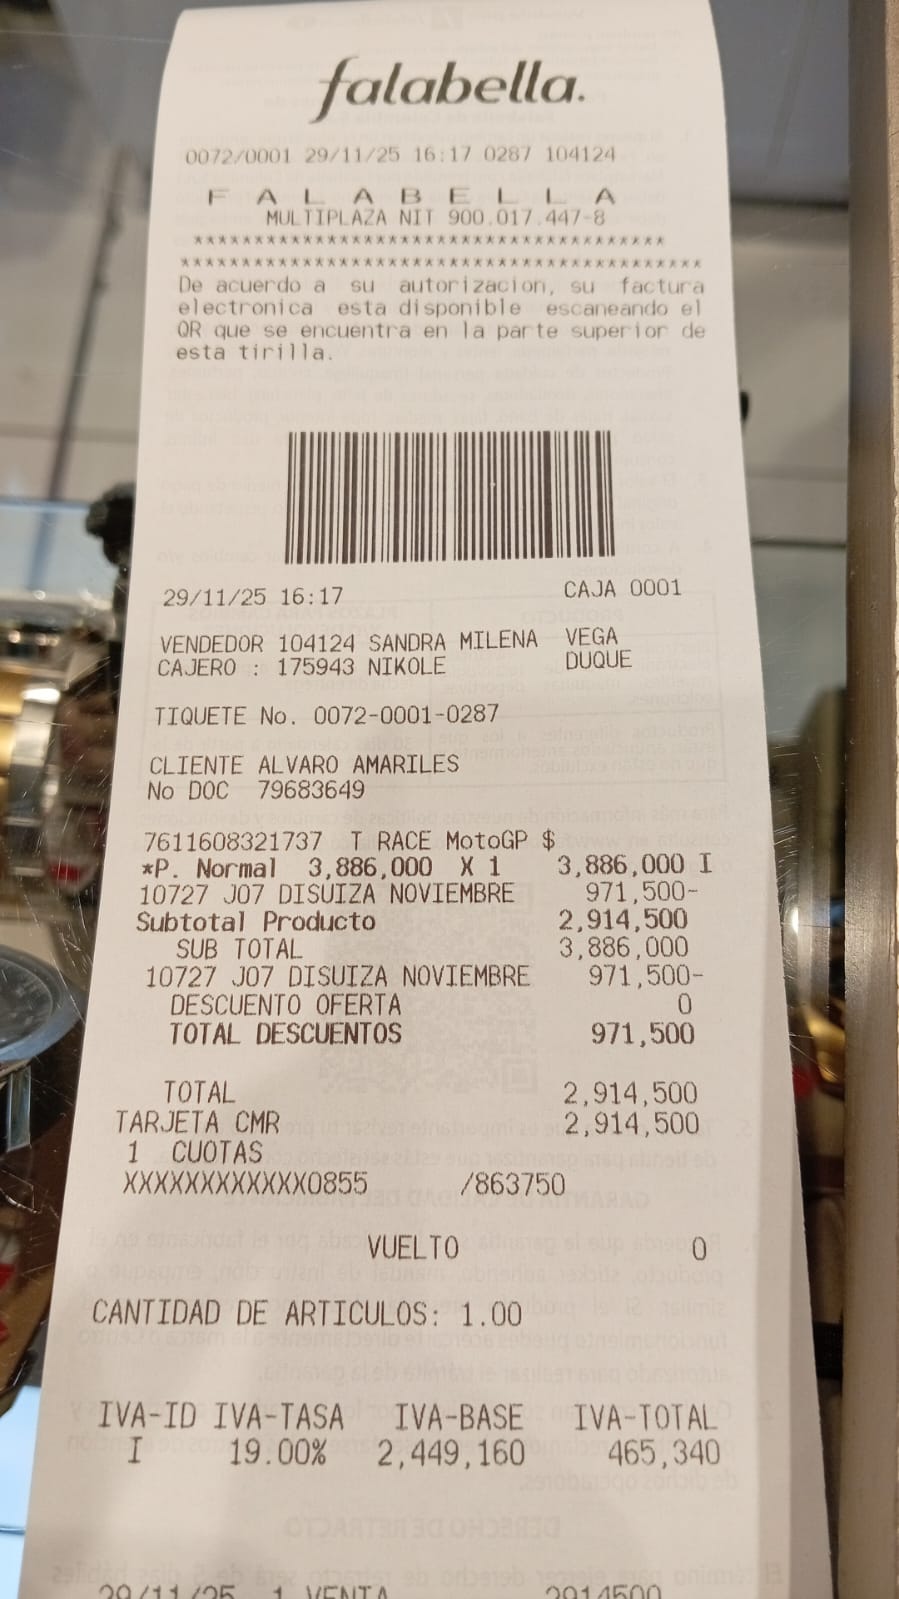 falabella.
0072/0001 29/11/25 16:17 0287 104124
F A L A B E L L A
MULTIPLAZA NIT 900.017.447-8
***************************************
*******************************************
De acuerdo a su autorizacion, su factura
electronica esta disponible escaneando el
QR que se encuentra en la parte superior de
esta tirilla.
29/11/25 16:17 CAJA 0001
VENDEDOR 104124 SANDRA MILENA VEGA
CAJERO : 175943 NIKOLE DUQUE
TIQUETE No. 0072-0001-0287
CLIENTE ALVARO AMARILES
No DOC 79683649
7611608321737 T RACE MotoGP $
*P. Normal 3,886,000 X 1 3,886,000 I
10727 J07 DISUIZA NOVIEMBRE 971,500-
Subtotal Producto 2,914,500
SUB TOTAL 3,886,000
10727 J07 DISUIZA NOVIEMBRE 971,500-
DESCUENTO OFERTA 0
TOTAL DESCUENTOS 971,500
TOTAL 2,914,500
TARJETA CMR 2,914,500
1 CUOTAS
XXXXXXXXXXXX0855 /863750
VUELTO 0
CANTIDAD DE ARTICULOS: 1.00
IVA-ID IVA-TASA IVA-BASE IVA-TOTAL
I 19.00% 2,449,160 465,340
29/11/25 1 VENTA 2914500